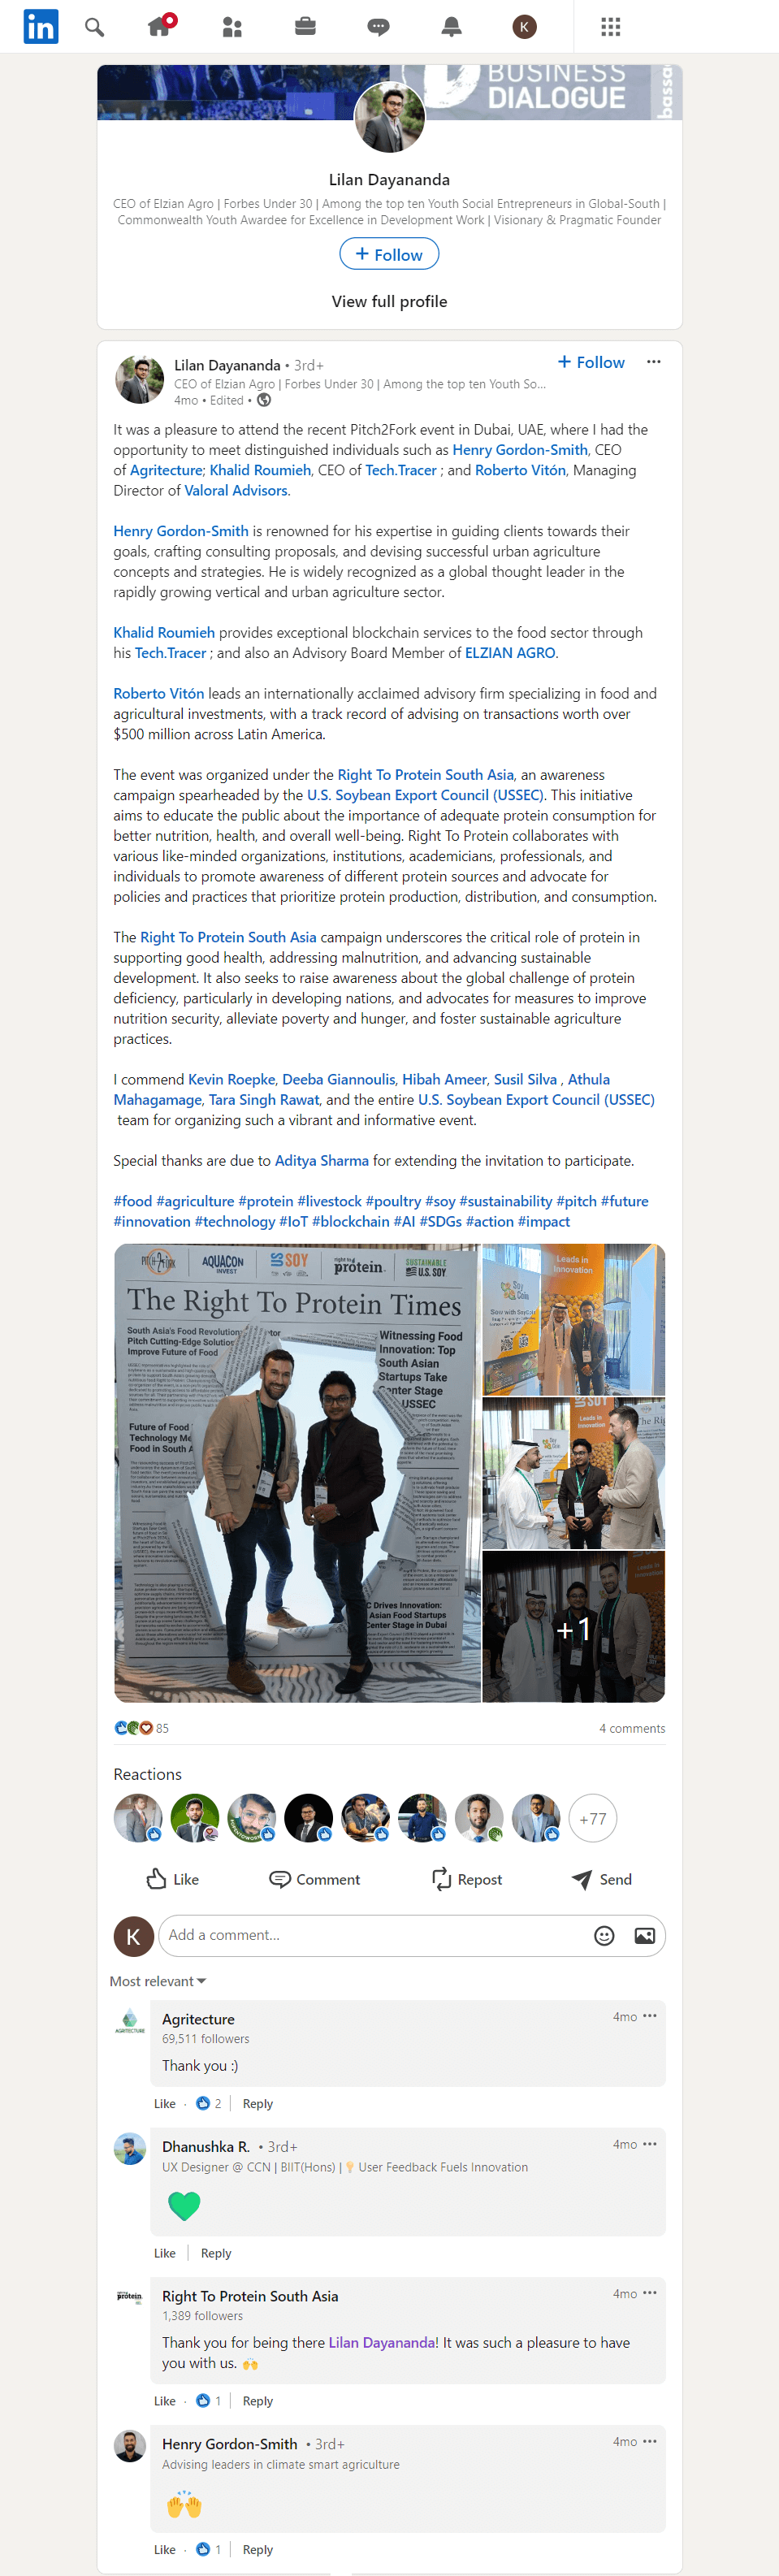 in
K
BUSINESS
DIALOGUE
Lilan Dayananda
CEO of Elzian Agro | Forbes Under 30 | Among the top ten Youth Social Entrepreneurs in Global-South |
Commonwealth Youth Awardee for Excellence in Development Work | Visionary & Pragmatic Founder
+ Follow
View full profile
Lilan Dayananda • 3rd+
+ Follow
CEO of Elzian Agro | Forbes Under 30 | Among the top ten Youth So...
4mo • Edited •
It was a pleasure to attend the recent Pitch2Fork event in Dubai, UAE, where I had the
opportunity to meet distinguished individuals such as Henry Gordon-Smith, CEO
of Agritecture; Khalid Roumieh, CEO of Tech.Tracer ; and Roberto Vitón, Managing
Director of Valoral Advisors.
Henry Gordon-Smith is renowned for his expertise in guiding clients towards their
goals, crafting consulting proposals, and devising successful urban agriculture
concepts and strategies. He is widely recognized as a global thought leader in the
rapidly growing vertical and urban agriculture sector.
Khalid Roumieh provides exceptional blockchain services to the food sector through
his Tech.Tracer ; and also an Advisory Board Member of ELZIAN AGRO.
Roberto Vitón leads an internationally acclaimed advisory firm specializing in food and
agricultural investments, with a track record of advising on transactions worth over
$500 million across Latin America.
The event was organized under the Right To Protein South Asia, an awareness
campaign spearheaded by the U.S. Soybean Export Council (USSEC). This initiative
aims to educate the public about the importance of adequate protein consumption for
better nutrition, health, and overall well-being. Right To Protein collaborates with
various like-minded organizations, institutions, academicians, professionals, and
individuals to promote awareness of different protein sources and advocate for
policies and practices that prioritize protein production, distribution, and consumption.
The Right To Protein South Asia campaign underscores the critical role of protein in
supporting good health, addressing malnutrition, and advancing sustainable
development. It also seeks to raise awareness about the global challenge of protein
deficiency, particularly in developing nations, and advocates for measures to improve
nutrition security, alleviate poverty and hunger, and foster sustainable agriculture
practices.
I commend Kevin Roepke, Deeba Giannoulis, Hibah Ameer, Susil Silva , Athula
Mahagamage, Tara Singh Rawat, and the entire U.S. Soybean Export Council (USSEC)
team for organizing such a vibrant and informative event.
Special thanks are due to Aditya Sharma for extending the invitation to participate.
#food #agriculture #protein #livestock #poultry #soy #sustainability #pitch #future
#innovation #technology #IoT #blockchain #AI #SDGs #action #impact
AQUACON
INVEST
SOY
right to
protein
SUSTAINABLE
U.S. SOY
The Right To Protein Times
South Asia's Food Revolution
Pitch Cutting-Edge Solutio
Improve Future of Food
Witnessing Food
Innovation: Top
South Asian
Startups Take
Center Stage
USSEC
Future of Food
Technology Me
Food in South A
C Drives Innovation:
Asian Food Startups
Center Stage in Dubai
Leads in
Innovation
Soy
Leads in
Innovation
+1
85
4 comments
Reactions
+77
Like
Comment
Repost
Send
K
Add a comment...
Most relevant
AGRITECTURE
Agritecture
4mo
69,511 followers
Thank you :)
Like · 2 | Reply
Dhanushka R. • 3rd+
4mo
UX Designer @ CCN | BIIT(Hons) | 💡 User Feedback Fuels Innovation
Like | Reply
protein
Right To Protein South Asia
4mo
1,389 followers
Thank you for being there Lilan Dayananda! It was such a pleasure to have
you with us. 🙌
Like · 1 | Reply
Henry Gordon-Smith • 3rd+
4mo
Advising leaders in climate smart agriculture
🙌
Like · 1 | Reply